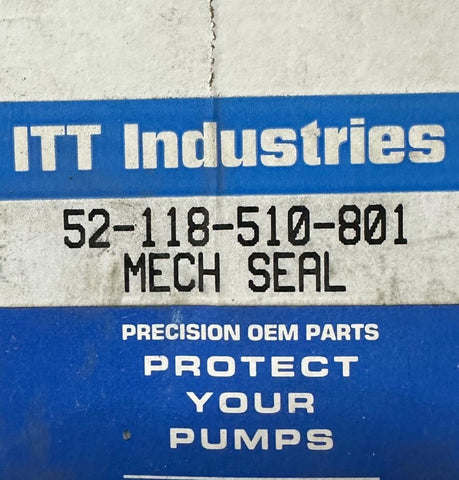 ITT Industries
52-118-510-801
MECH SEAL
PRECISION OEM PARTS
PROTECT
YOUR
PUMPS